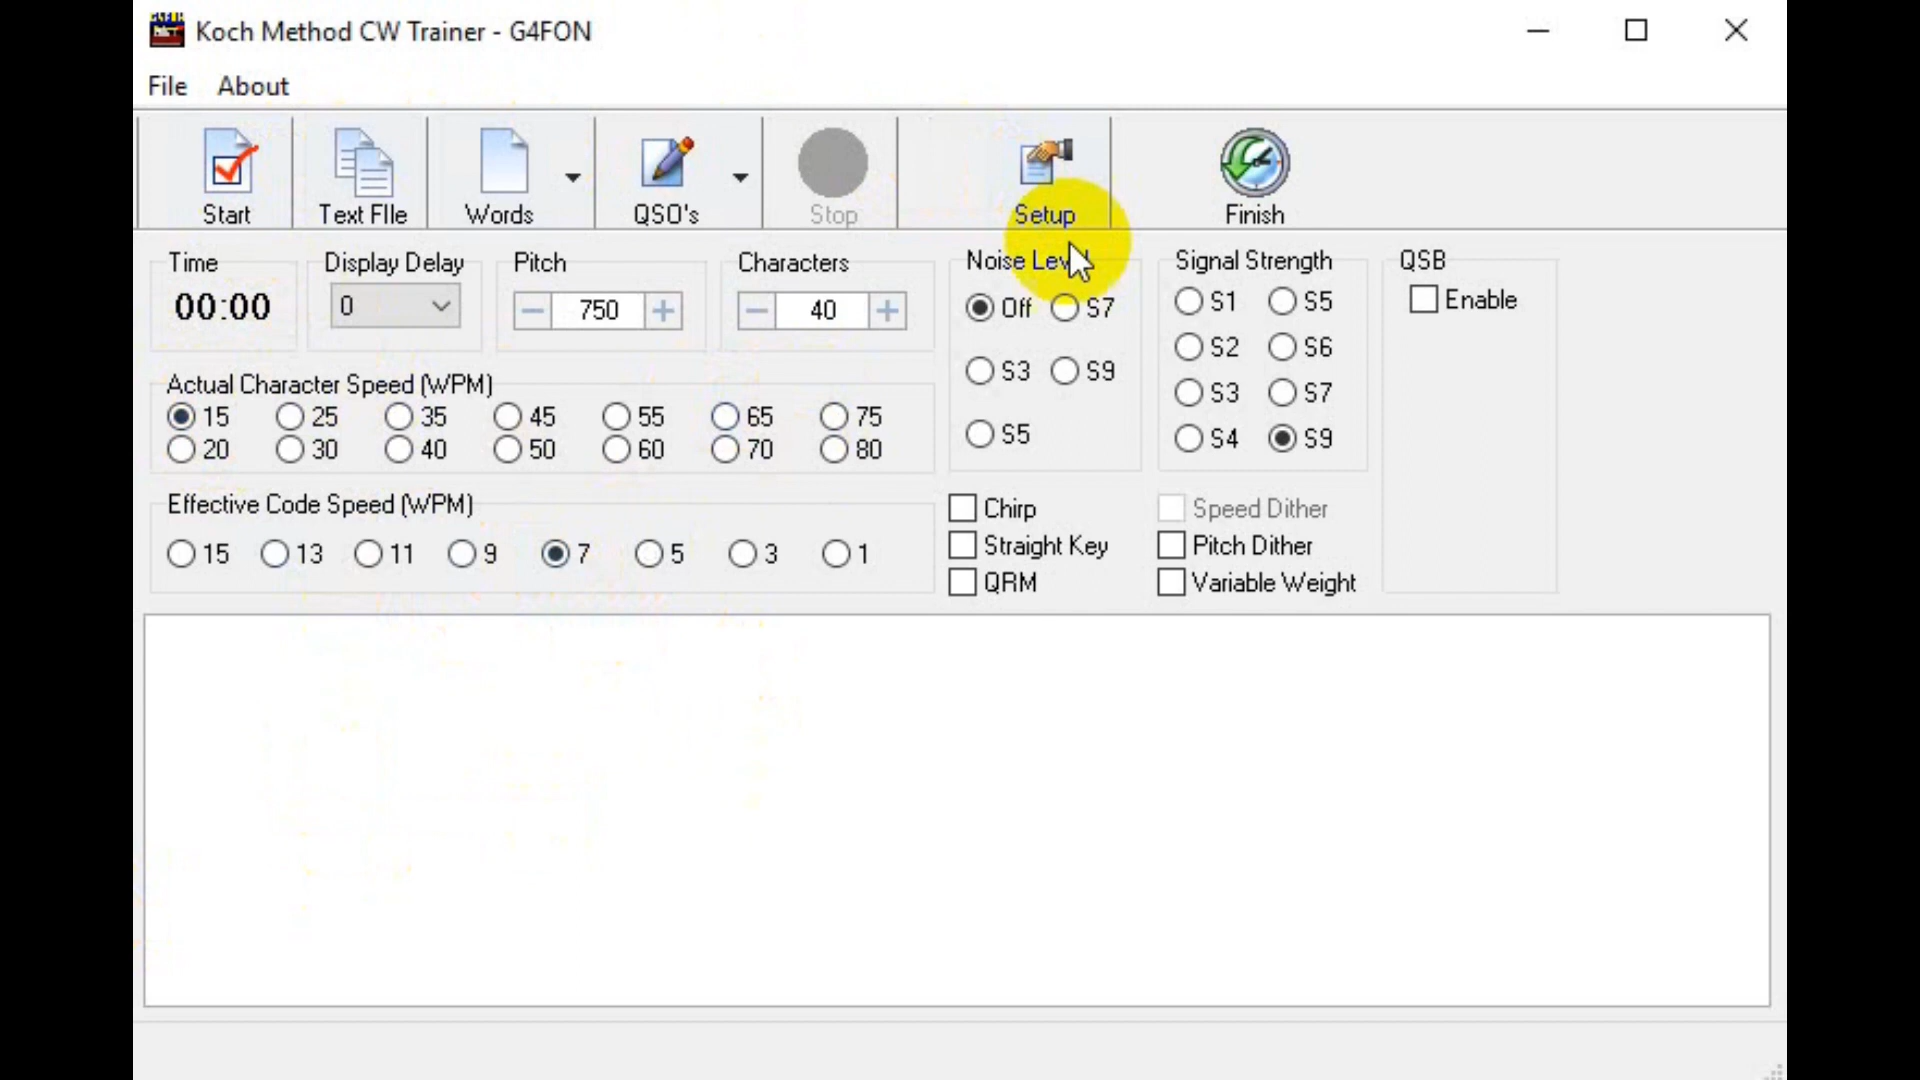 Koch Method CW Trainer - G4FON
File About
Start Text FIle Words QSO's Stop Setup Finish
Time Display Delay Pitch Characters Noise Signal Strength QSB
00:00 0 750 40 Off S7 S1 S5 Enable
S2 S6
Actual Character Speed (WPM) S3 S9 S3 S7
15 25 35 45 55 65 75
20 30 40 50 60 70 80 S5 S4 S9
Effective Code Speed (WPM) Chirp Speed Dither
15 13 11 9 7 5 3 1 Straight Key Pitch Dither
QRM Variable Weight